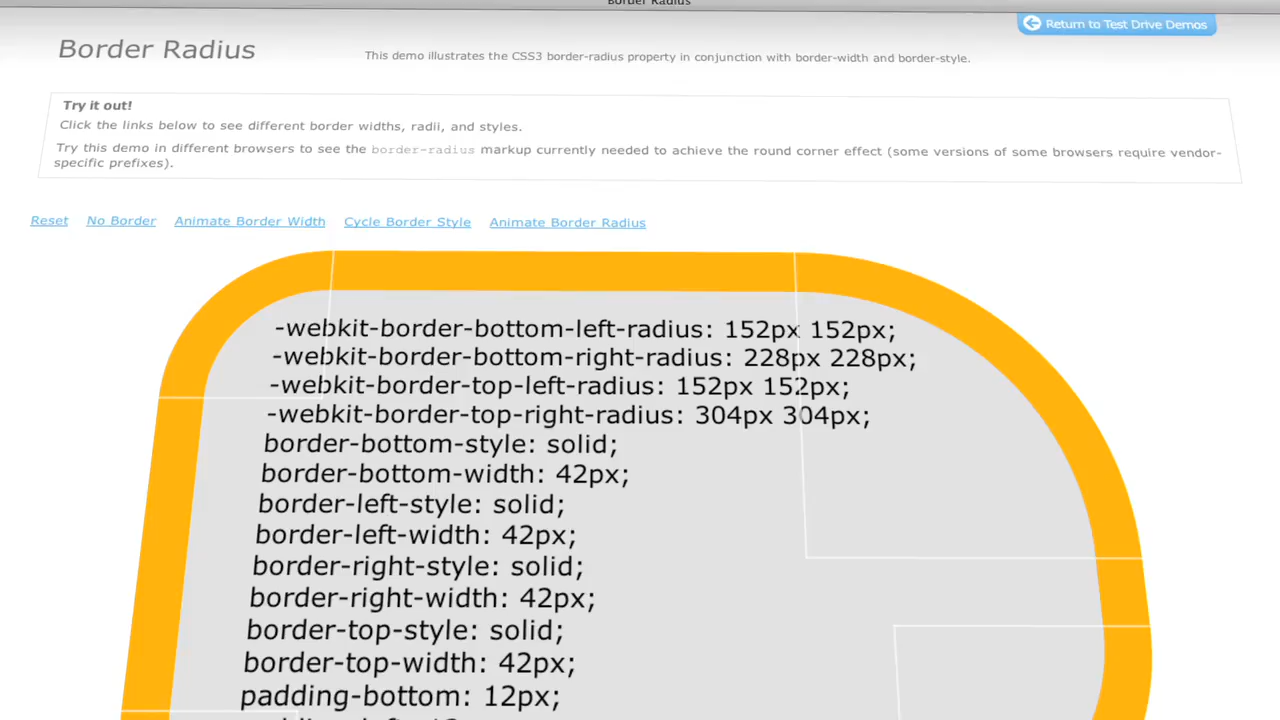 Border Radius
Return to Test Drive Demos
Border Radius
This demo illustrates the CSS3 border-radius property in conjunction with border-width and border-style.
Try it out!
Click the links below to see different border widths, radii, and styles.
Try this demo in different browsers to see the border-radius markup currently needed to achieve the round corner effect (some versions of some browsers require vendor-
specific prefixes).
Reset No Border Animate Border Width Cycle Border Style Animate Border Radius
-webkit-border-bottom-left-radius: 152px 152px;
-webkit-border-bottom-right-radius: 228px 228px;
-webkit-border-top-left-radius: 152px 152px;
-webkit-border-top-right-radius: 304px 304px;
border-bottom-style: solid;
border-bottom-width: 42px;
border-left-style: solid;
border-left-width: 42px;
border-right-style: solid;
border-right-width: 42px;
border-top-style: solid;
border-top-width: 42px;
padding-bottom: 12px;